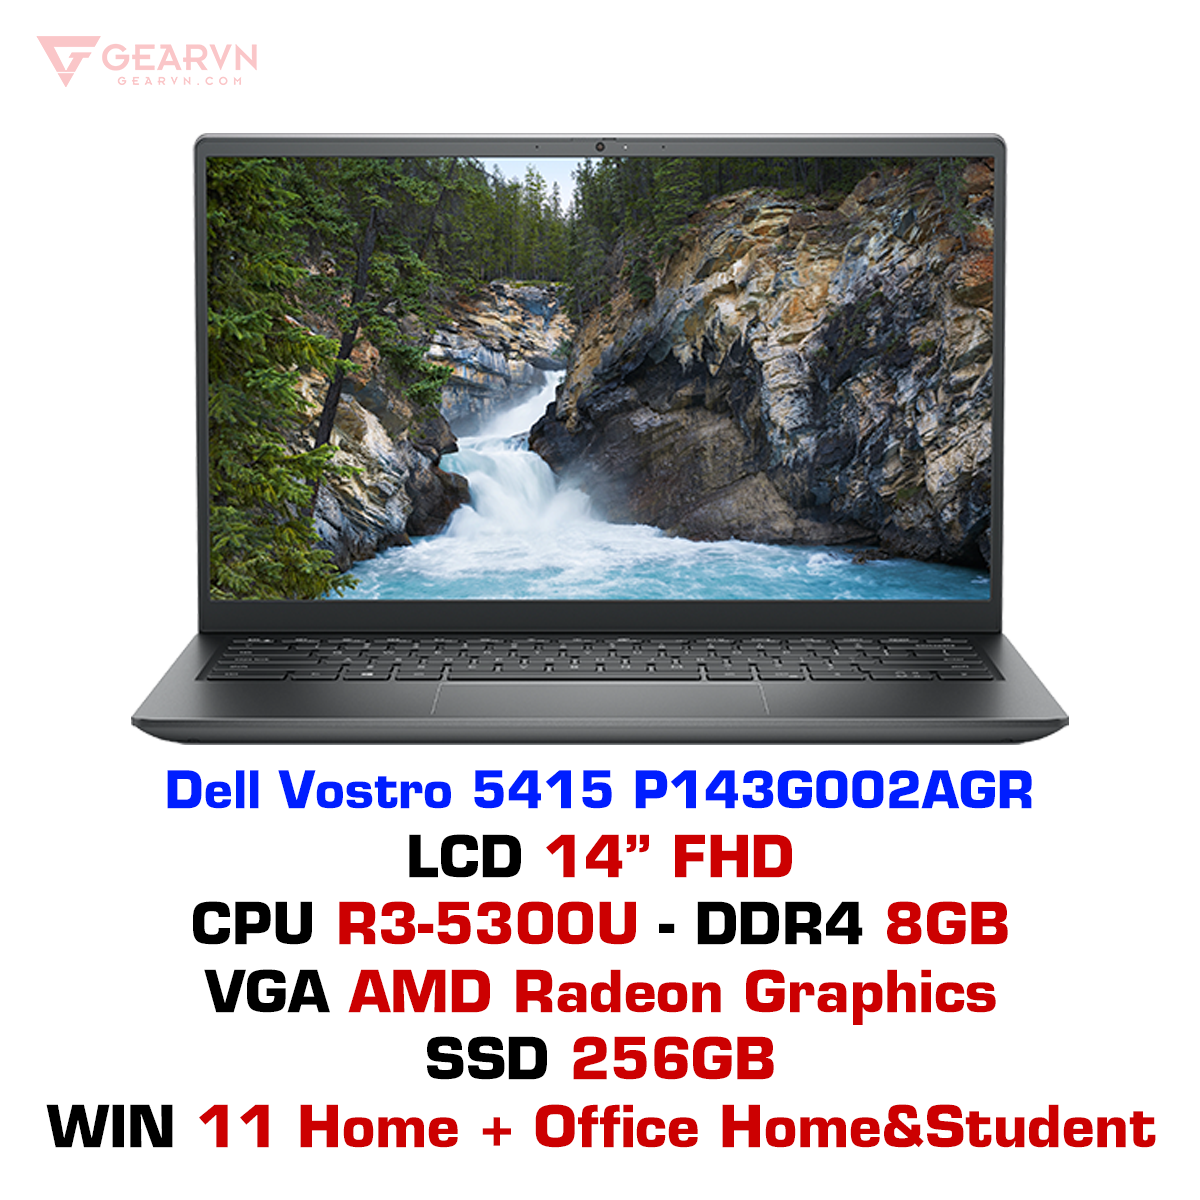 GEARVN
GEARVN.COM
Dell Vostro 5415 P143G002AGR
LCD 14” FHD
CPU R3-5300U - DDR4 8GB
VGA AMD Radeon Graphics
SSD 256GB
WIN 11 Home + Office Home&Student